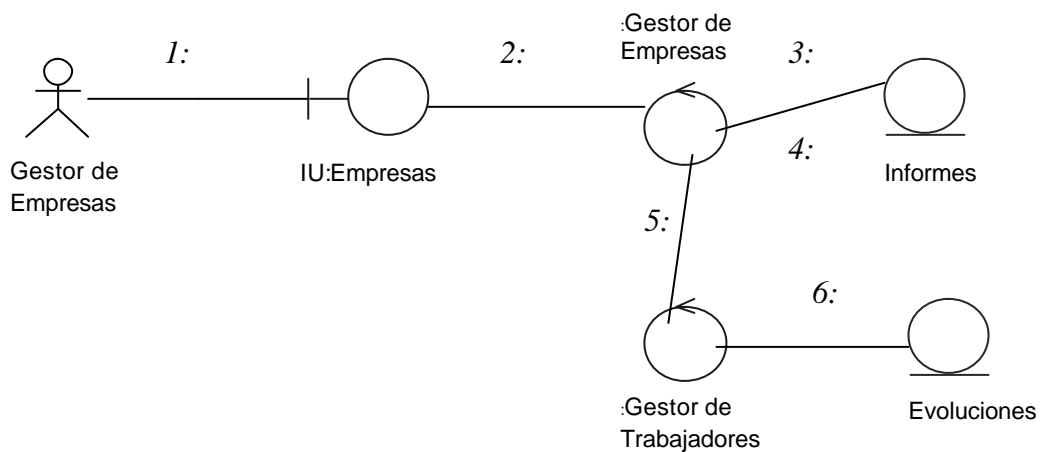 :Gestor de
Empresas
1:
2:
3:
4:
Gestor de
Empresas
IU:Empresas
Informes
5:
6:
:Gestor de
Trabajadores
Evoluciones